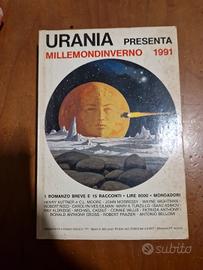 URANIA PRESENTA
MILLEMONDINVERNO 1991
1 ROMANZO BREVE E 15 RACCONTI • LIRE 8000 • MONDADORI
HENRY KUTTNER e C.L. MOORE • JOHN MORRESSY • WAYNE WIGHTMAN
ROBERT REED • CAROLYN IVES GILMAN • MARIO S. TURZILLO • ISAAC ASIMOV
RAY ALDRIDGE • MICHAEL CASSUT • CONNIE WILLIS • PATRICIA ANTHONY
RONALD ANTHONY CROSS • ROBERT FRAZIER • ANTONIO BELLOMI
subito